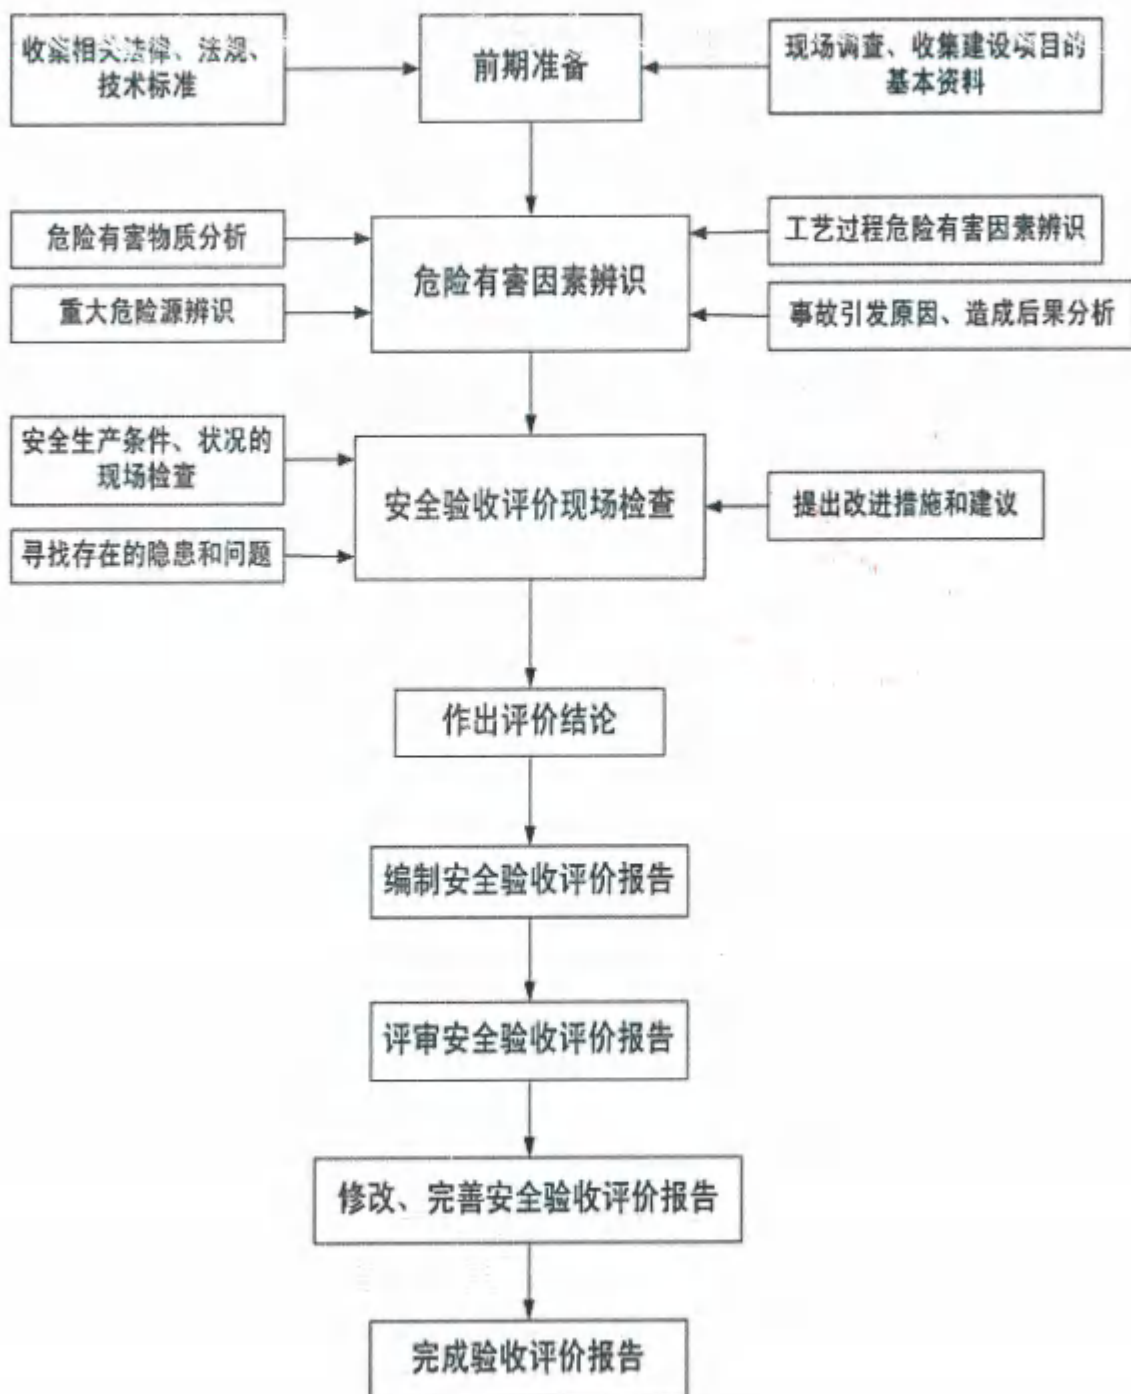 收集相关法律、法规、
技术标准
前期准备
现场调查、收集建设项目的
基本资料
危险有害物质分析
重大危险源辨识
危险有害因素辨识
工艺过程危险有害因素辨识
事故引发原因、造成后果分析
安全生产条件、状况的
现场检查
寻找存在的隐患和问题
安全验收评价现场检查
提出改进措施和建议
作出评价结论
编制安全验收评价报告
评审安全验收评价报告
修改、完善安全验收评价报告
完成验收评价报告